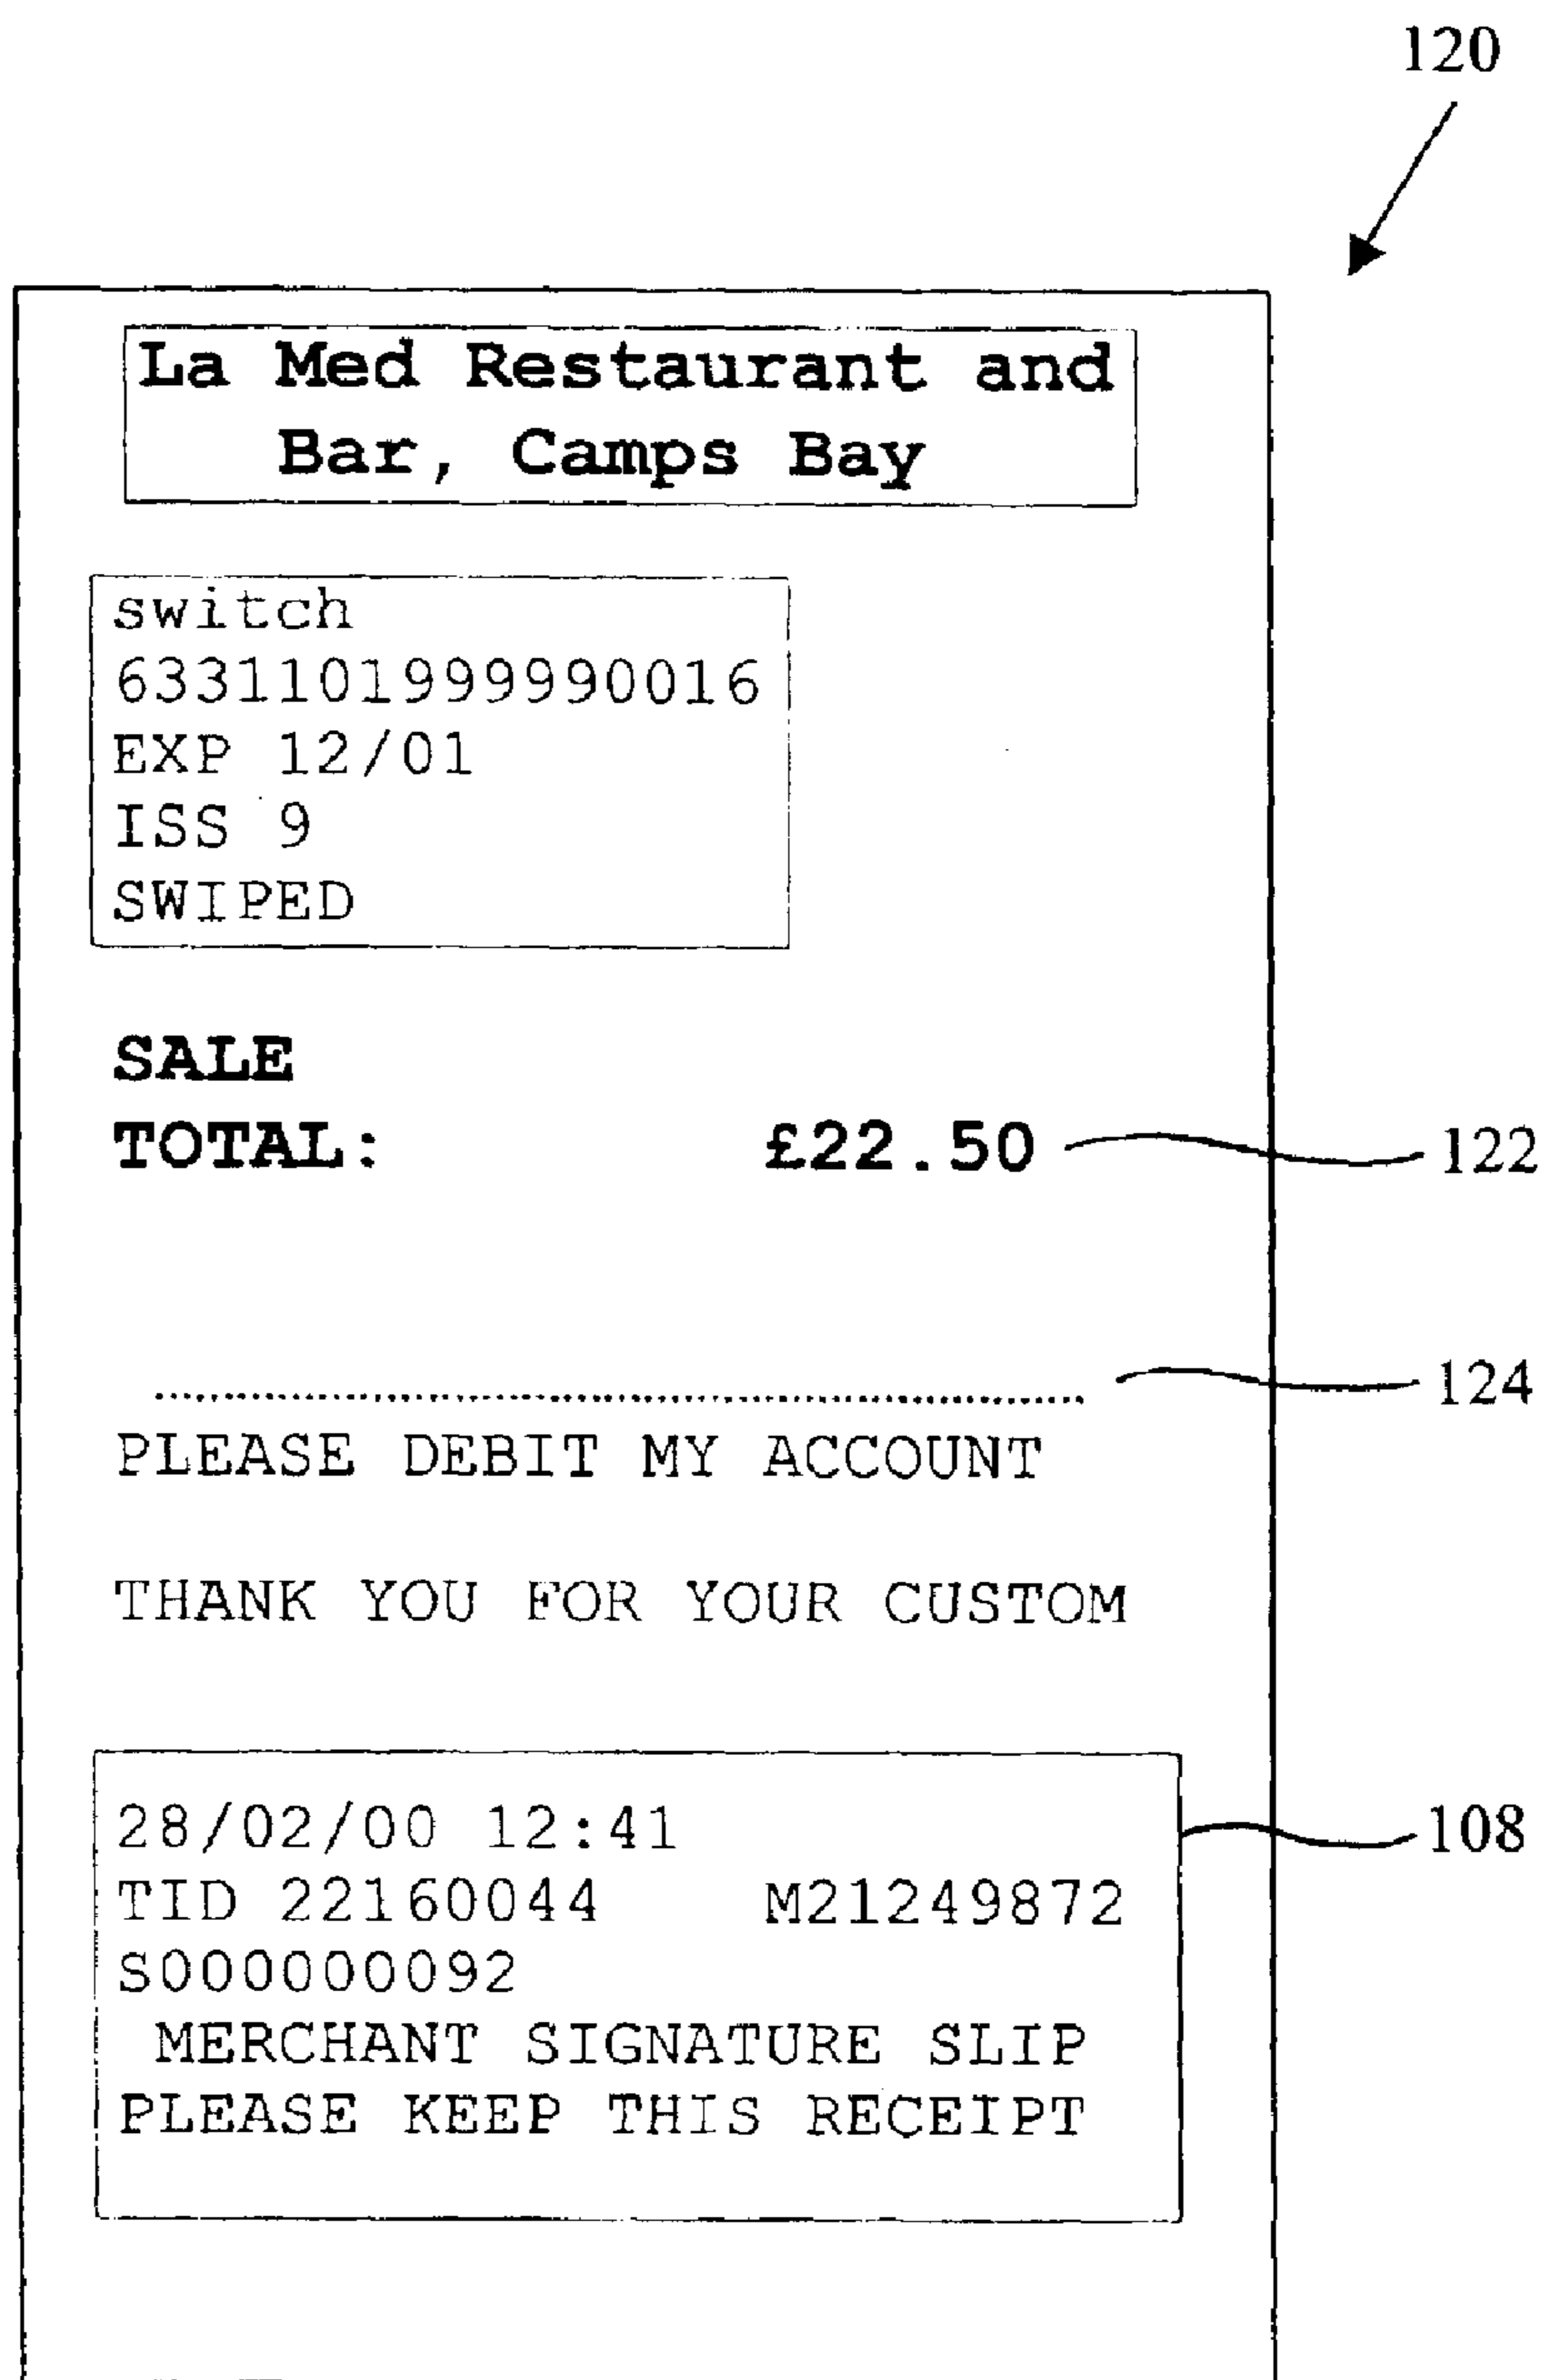 120
La Med Restaurant and
Bar, Camps Bay
switch
6331101999990016
EXP 12/01
ISS 9
SWIPED
SALE
TOTAL: £22.50 122
124
PLEASE DEBIT MY ACCOUNT
THANK YOU FOR YOUR CUSTOM
28/02/00 12:41
108
TID 22160044 M21249872
S000000092
MERCHANT SIGNATURE SLIP
PLEASE KEEP THIS RECEIPT